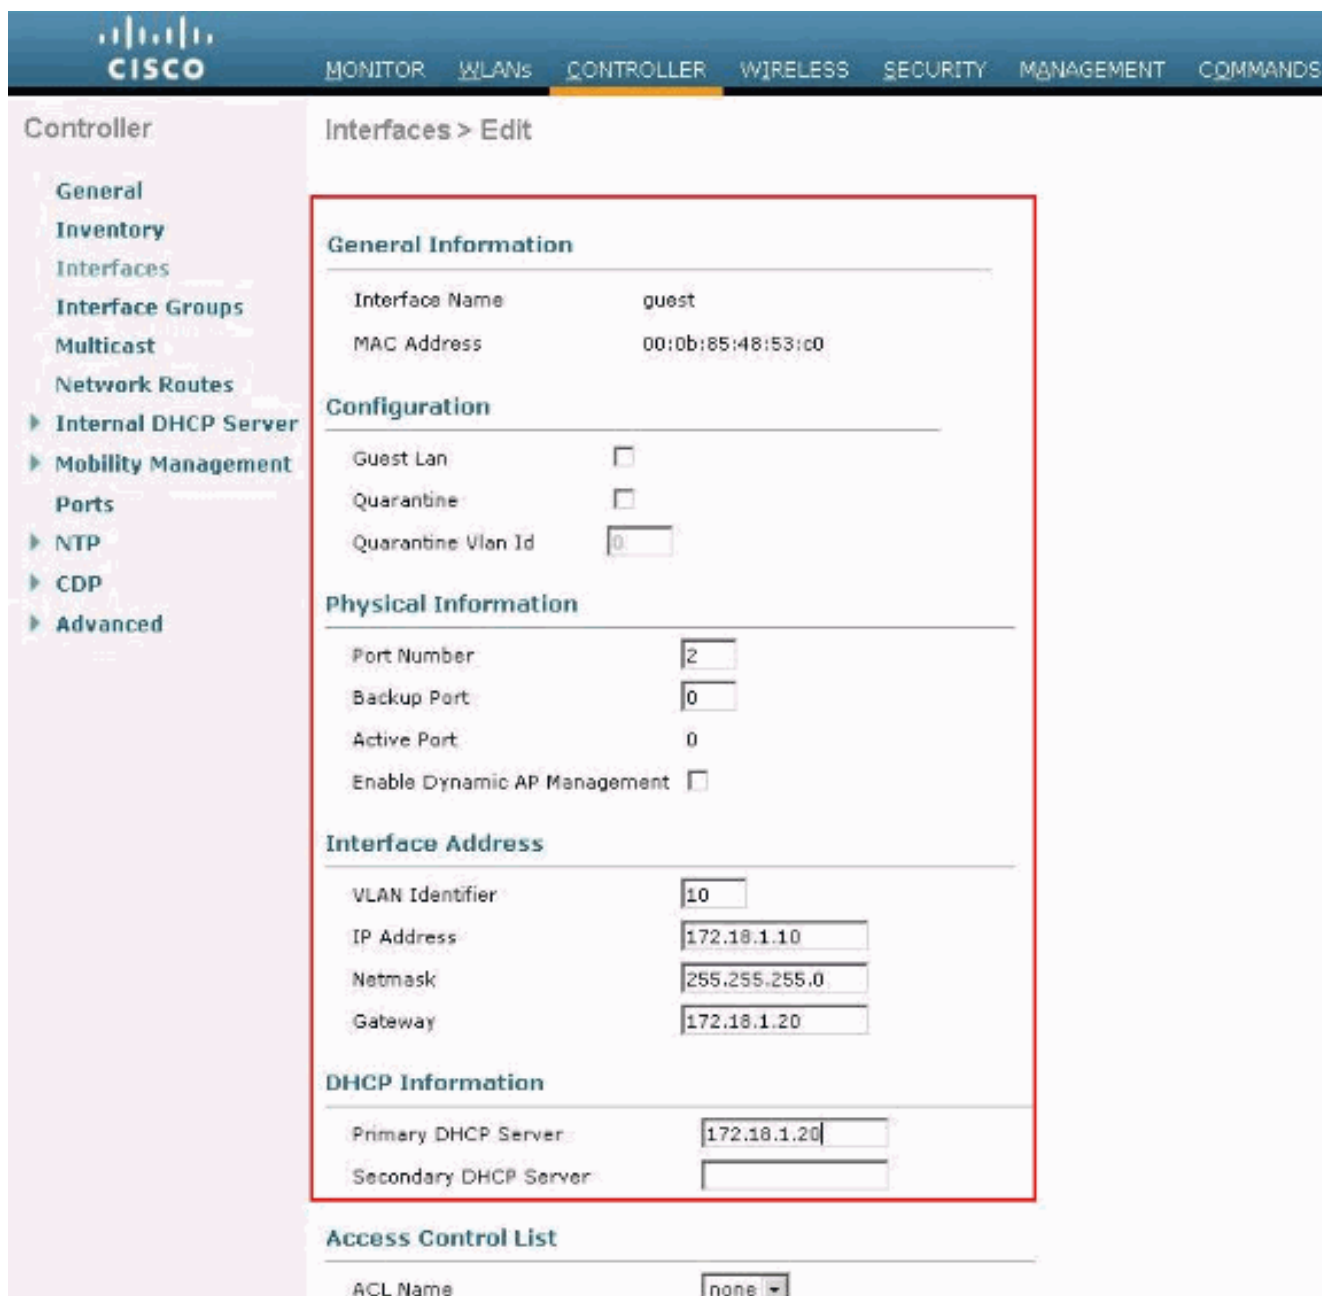 CISCO
MONITOR WLANs CONTROLLER WIRELESS SECURITY MANAGEMENT COMMANDS
Controller
General
Inventory
Interfaces
Interface Groups
Multicast
Network Routes
Internal DHCP Server
Mobility Management
Ports
NTP
CDP
Advanced
Interfaces > Edit
General Information
Interface Name guest
MAC Address 00:0b:85:48:53:c0
Configuration
Guest Lan
Quarantine
Quarantine Vlan Id 0
Physical Information
Port Number 2
Backup Port 0
Active Port 0
Enable Dynamic AP Management
Interface Address
VLAN Identifier 10
IP Address 172.18.1.10
Netmask 255.255.255.0
Gateway 172.18.1.20
DHCP Information
Primary DHCP Server 172.18.1.20
Secondary DHCP Server
Access Control List
ACL Name none